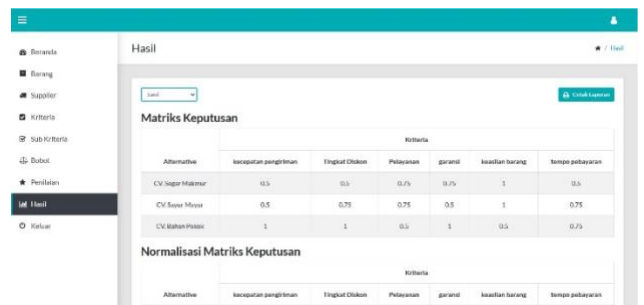 Beranda
Hasil
/ Hasil
Barang
Supplier
Kriteria
Sub Kriteria
Bobot
Penilaian
Hasil
Keluar
Cetak Laporan
Matriks Keputusan
Kriteria
Alternative kecepatan pengiriman Tingkat Diskon Pelayanan garansi keaslian barang tempo pebayaran
CV. Segar Makmur 0.5 0.5 0.75 0.75 1 0.5
CV. Sayur Mayur 0.5 0.75 0.75 0.5 1 0.75
CV. Bahan Pokok 1 1 0.5 1 0.5 0.75
Normalisasi Matriks Keputusan
Kriteria
Alternative kecepatan pengiriman Tingkat Diskon Pelayanan garansi keaslian barang tempo pebayaran